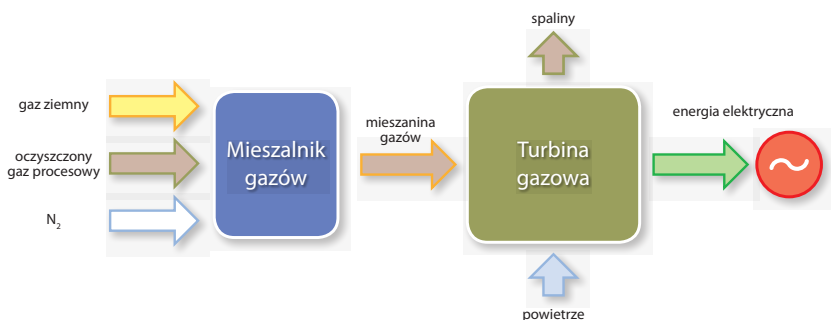 spaliny
gaz ziemny
oczyszczony
gaz procesowy
N₂
Mieszalnik
gazów
mieszanina
gazów
Turbina
gazowa
energia elektryczna
powietrze